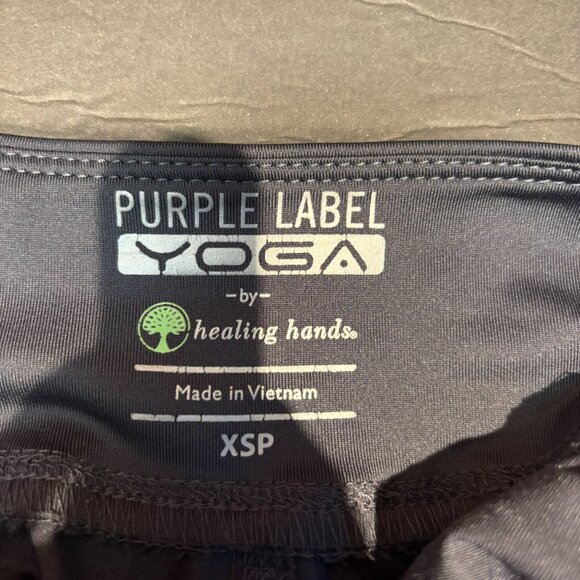 PURPLE LABEL
YOGA
-by-
healing hands®
Made in Vietnam
XSP